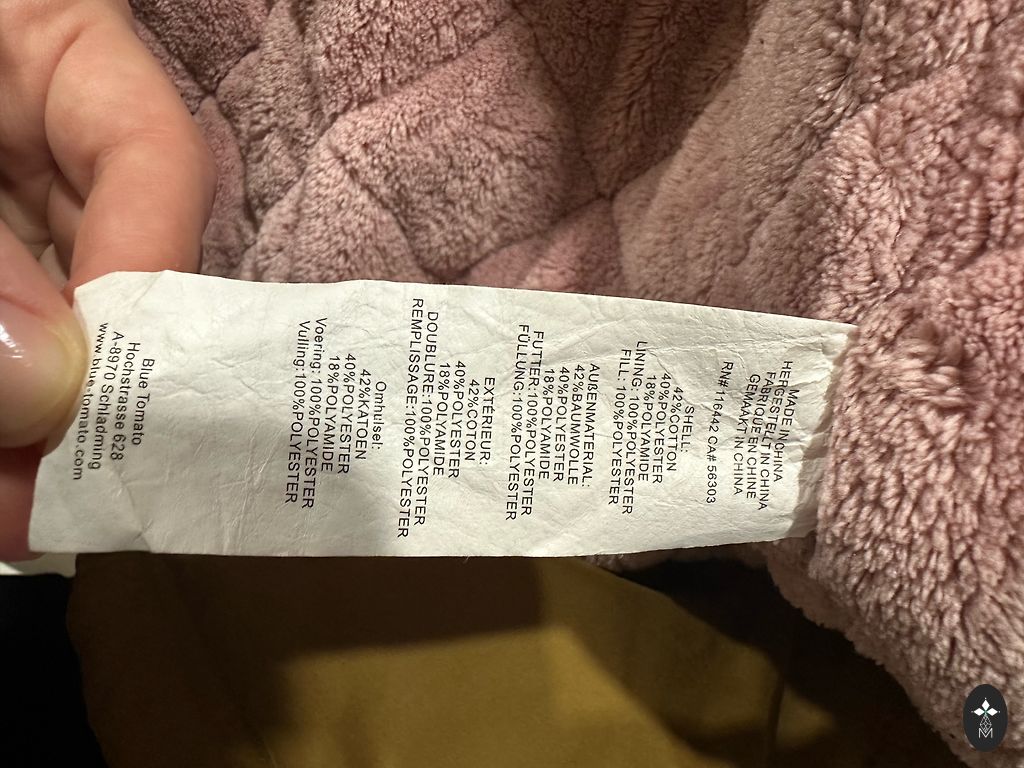 MADE IN CHINA
HERGESTELLT IN CHINA
FABRIQUE EN CHINE
GEMAAKT IN CHINA
RN#116442 CA# 56303
SHELL:
42%COTTON
40%POLYESTER
18%POLYAMIDE
LINING:100%POLYESTER
FILL:100%POLYESTER
AUßENMATERIAL:
42%BAUMWOLLE
40%POLYESTER
18%POLYAMIDE
FUTTER:100%POLYESTER
FÜLLUNG:100%POLYESTER
EXTÉRIEUR:
42%COTON
40%POLYESTER
18%POLYAMIDE
DOUBLURE:100%POLYESTER
REMPLISSAGE:100%POLYESTER
Omhulsel:
42%KATOEN
40%POLYESTER
18%POLYAMIDE
Voering:100%POLYESTER
Vulling:100%POLYESTER
Blue Tomato
Hochstrasse 628
A-8970 Schladming
www.blue-tomato.com
M